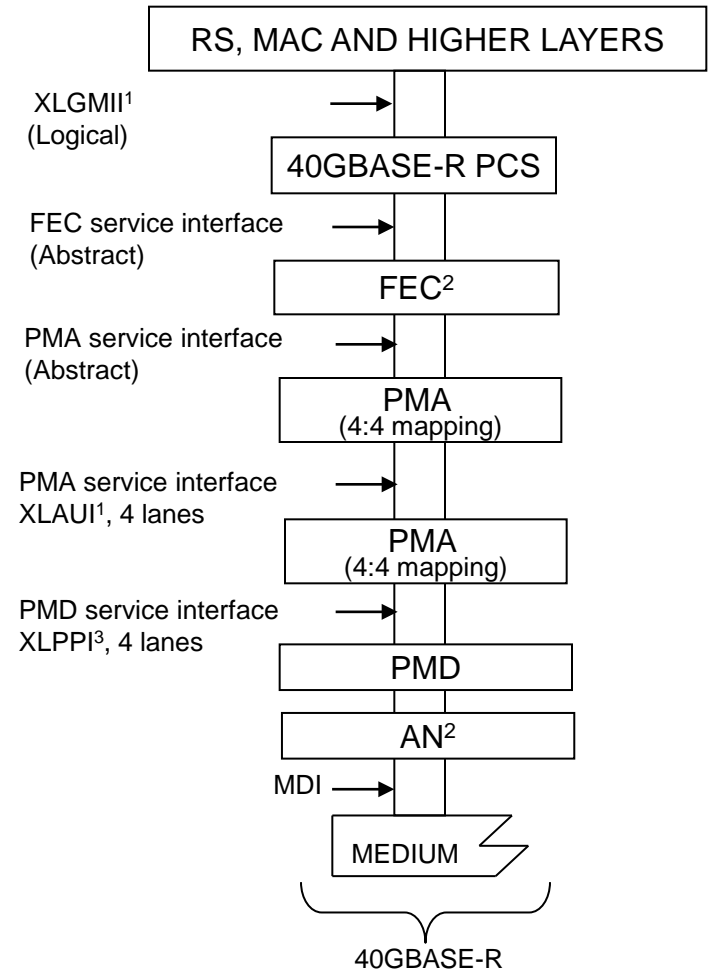 RS, MAC AND HIGHER LAYERS
XLGMII¹
(Logical)
40GBASE-R PCS
FEC service interface
(Abstract)
FEC²
PMA service interface
(Abstract)
PMA
(4:4 mapping)
PMA service interface
XLAUI¹, 4 lanes
PMA
(4:4 mapping)
PMD service interface
XLPPI³, 4 lanes
PMD
AN²
MDI
MEDIUM
40GBASE-R